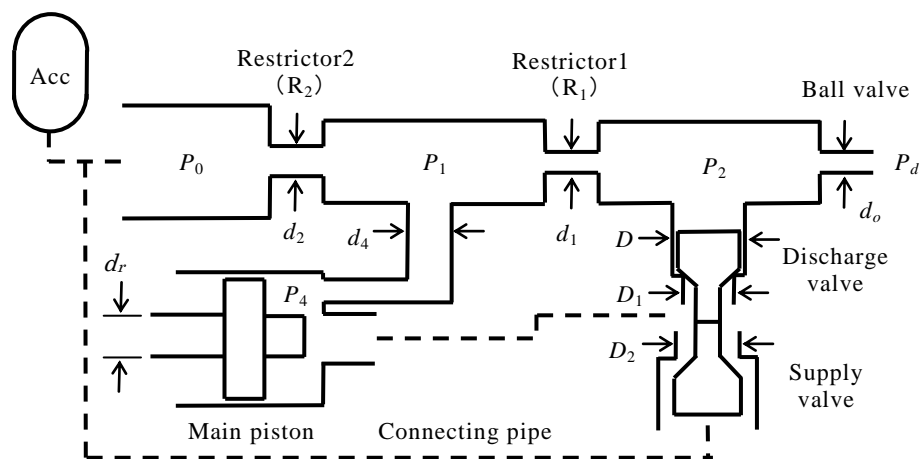 Acc
Restrictor2
（R2）
Restrictor1
（R1）
Ball valve
P0
P1
P2
Pd
d2
d4
d1
do
dr
P4
D
Discharge
valve
D1
D2
Supply
valve
Main piston
Connecting pipe